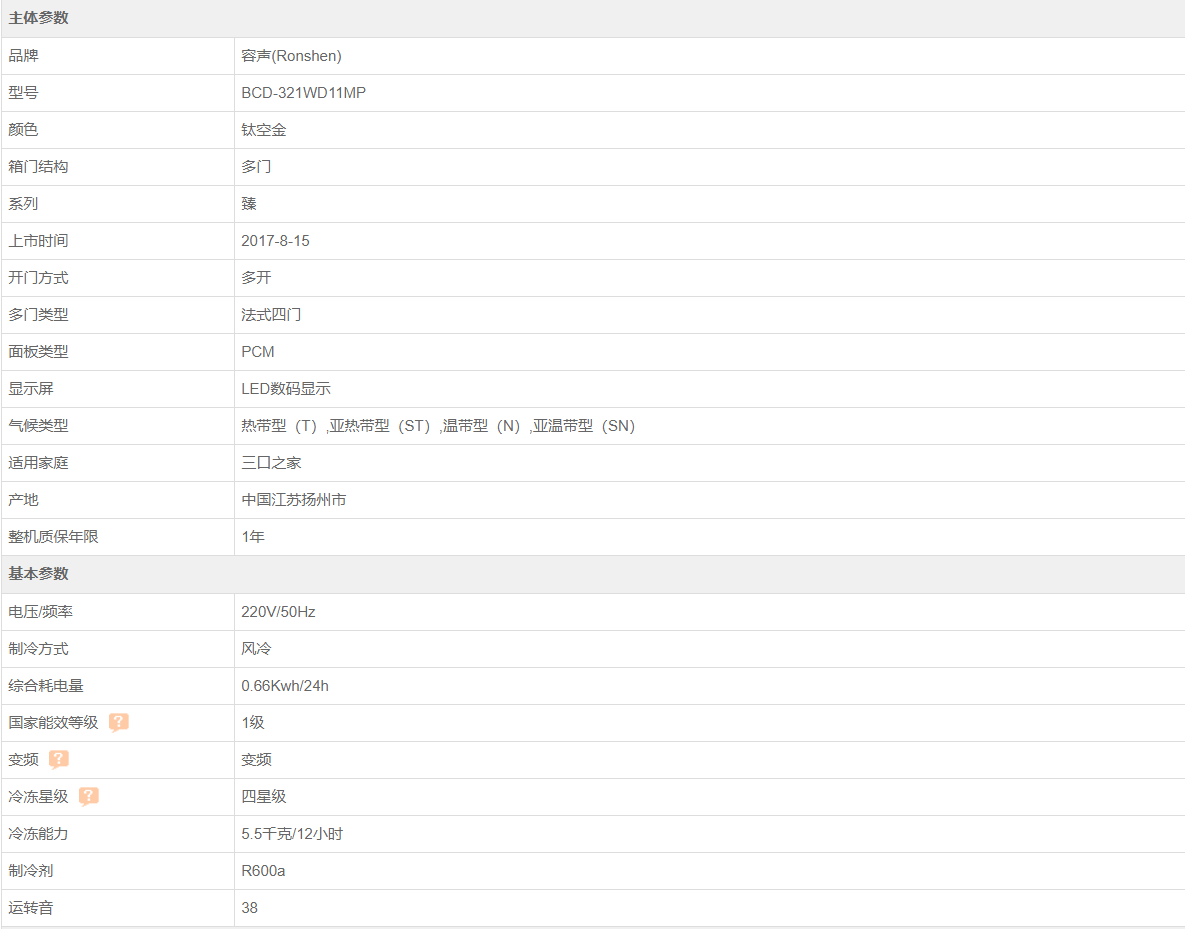 主体参数
品牌 容声(Ronshen)
型号 BCD-321WD11MP
颜色 钛空金
箱门结构 多门
系列 臻
上市时间 2017-8-15
开门方式 多开
多门类型 法式四门
面板类型 PCM
显示屏 LED数码显示
气候类型 热带型（T）,亚热带型（ST）,温带型（N）,亚温带型（SN）
适用家庭 三口之家
产地 中国江苏扬州市
整机质保年限 1年
基本参数
电压/频率 220V/50Hz
制冷方式 风冷
综合耗电量 0.66Kwh/24h
国家能效等级 ? 1级
变频 ? 变频
冷冻星级 ? 四星级
冷冻能力 5.5千克/12小时
制冷剂 R600a
运转音 38